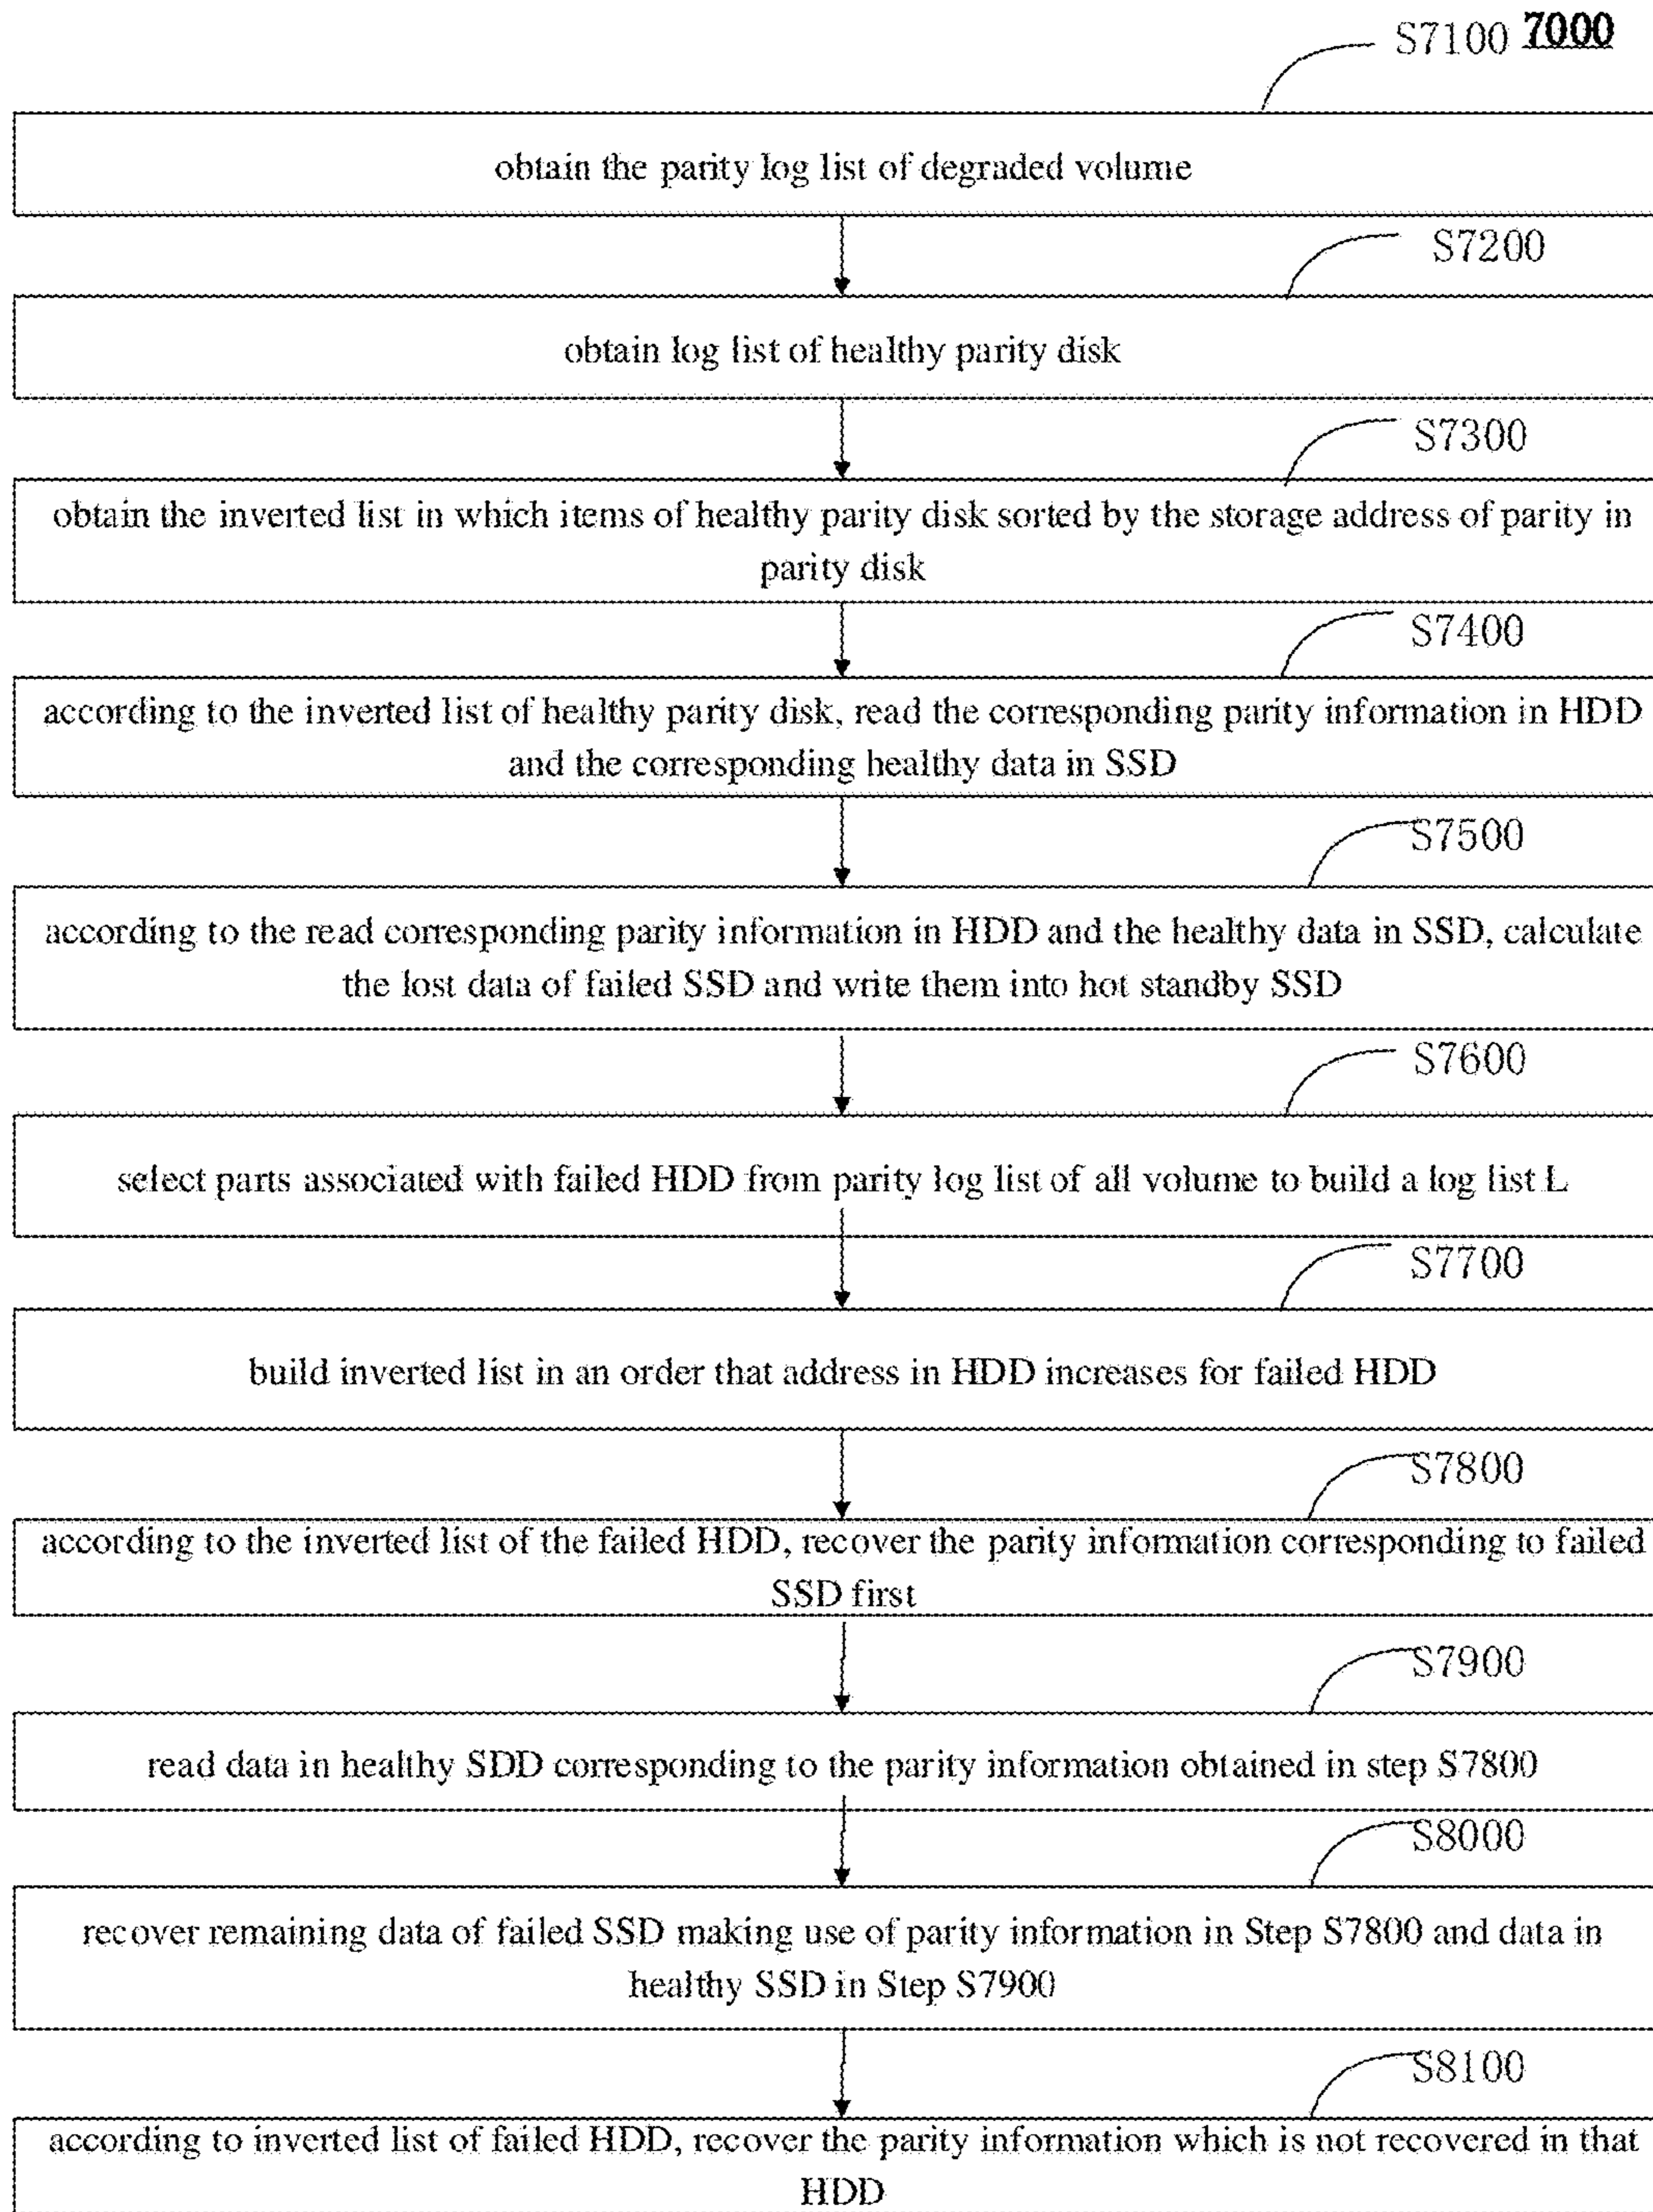 S7100 7000
obtain the parity log list of degraded volume
S7200
obtain log list of healthy parity disk
S7300
obtain the inverted list in which items of healthy parity disk sorted by the storage address of parity in
parity disk
S7400
according to the inverted list of healthy parity disk, read the corresponding parity information in HDD
and the corresponding healthy data in SSD
S7500
according to the read corresponding parity information in HDD and the healthy data in SSD, calculate
the lost data of failed SSD and write them into hot standby SSD
S7600
select parts associated with failed HDD from parity log list of all volume to build a log list L
S7700
build inverted list in an order that address in HDD increases for failed HDD
S7800
according to the inverted list of the failed HDD, recover the parity information corresponding to failed
SSD first
S7900
read data in healthy SDD corresponding to the parity information obtained in step S7800
S8000
recover remaining data of failed SSD making use of parity information in Step S7800 and data in
healthy SSD in Step S7900
S8100
according to inverted list of failed HDD, recover the parity information which is not recovered in that
HDD